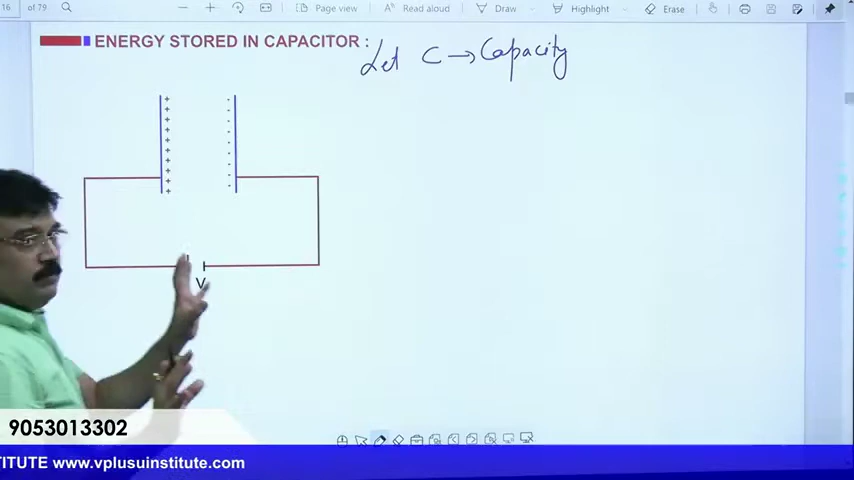 16 of 79 Page view Read aloud Draw Highlight Erase
ENERGY STORED IN CAPACITOR :
Let C → Capacity
+ -
+ -
+ -
+ -
+ -
+ -
+ -
+ -
+ -
+
V
9053013302
TITUTE www.vplusuinstitute.com